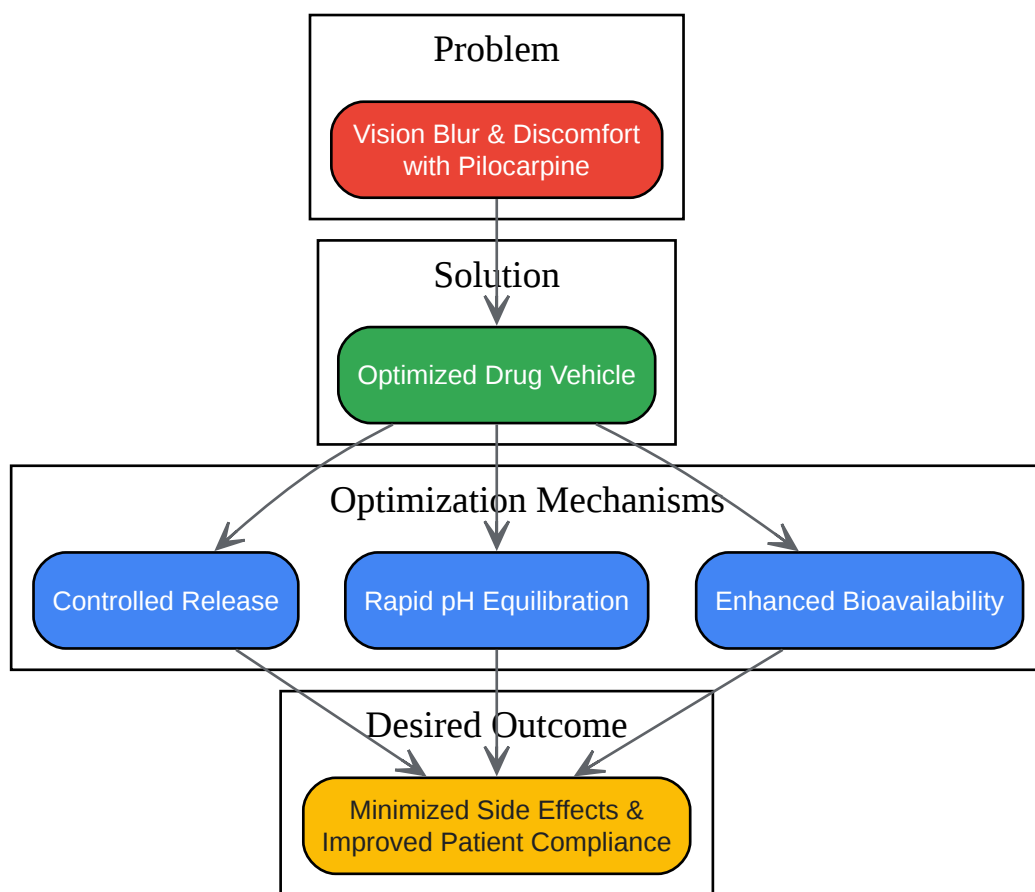 Problem
Vision Blur & Discomfort
with Pilocarpine
Solution
Optimized Drug Vehicle
Optimization Mechanisms
Controlled Release
Rapid pH Equilibration
Enhanced Bioavailability
Desired Outcome
Minimized Side Effects &
Improved Patient Compliance